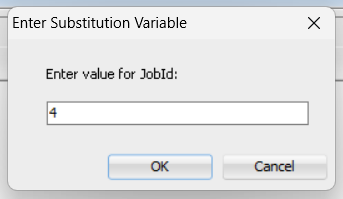 Enter Substitution Variable
Enter value for JobId:
4
OK
Cancel